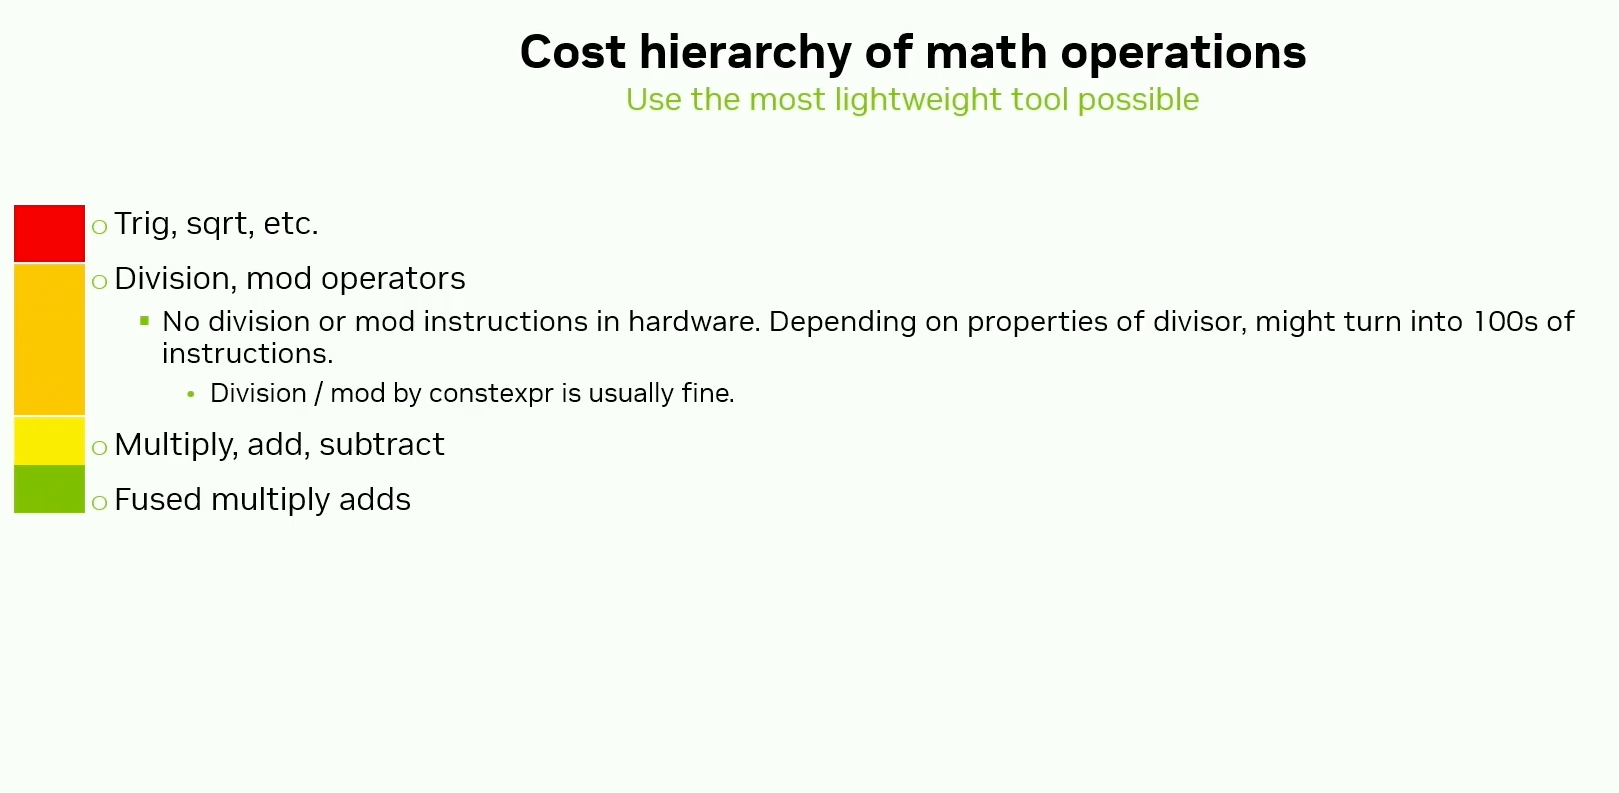 Cost hierarchy of math operations
Use the most lightweight tool possible
Trig, sqrt, etc.
Division, mod operators
No division or mod instructions in hardware. Depending on properties of divisor, might turn into 100s of
instructions.
Division / mod by constexpr is usually fine.
Multiply, add, subtract
Fused multiply adds